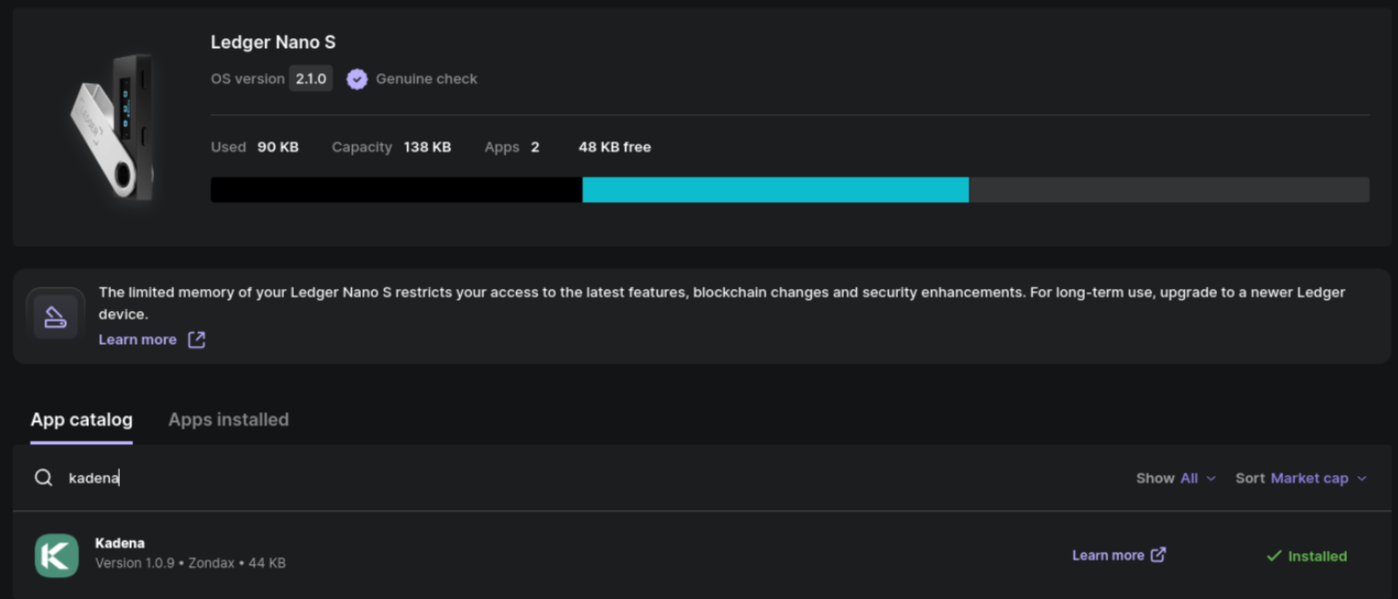 Ledger Nano S
OS version 2.1.0 Genuine check
Used 90 KB Capacity 138 KB Apps 2 48 KB free
The limited memory of your Ledger Nano S restricts your access to the latest features, blockchain changes and security enhancements. For long-term use, upgrade to a newer Ledger
device.
Learn more
App catalog Apps installed
kadena Show All Sort Market cap
Kadena
Version 1.0.9 • Zondax • 44 KB
Learn more Installed